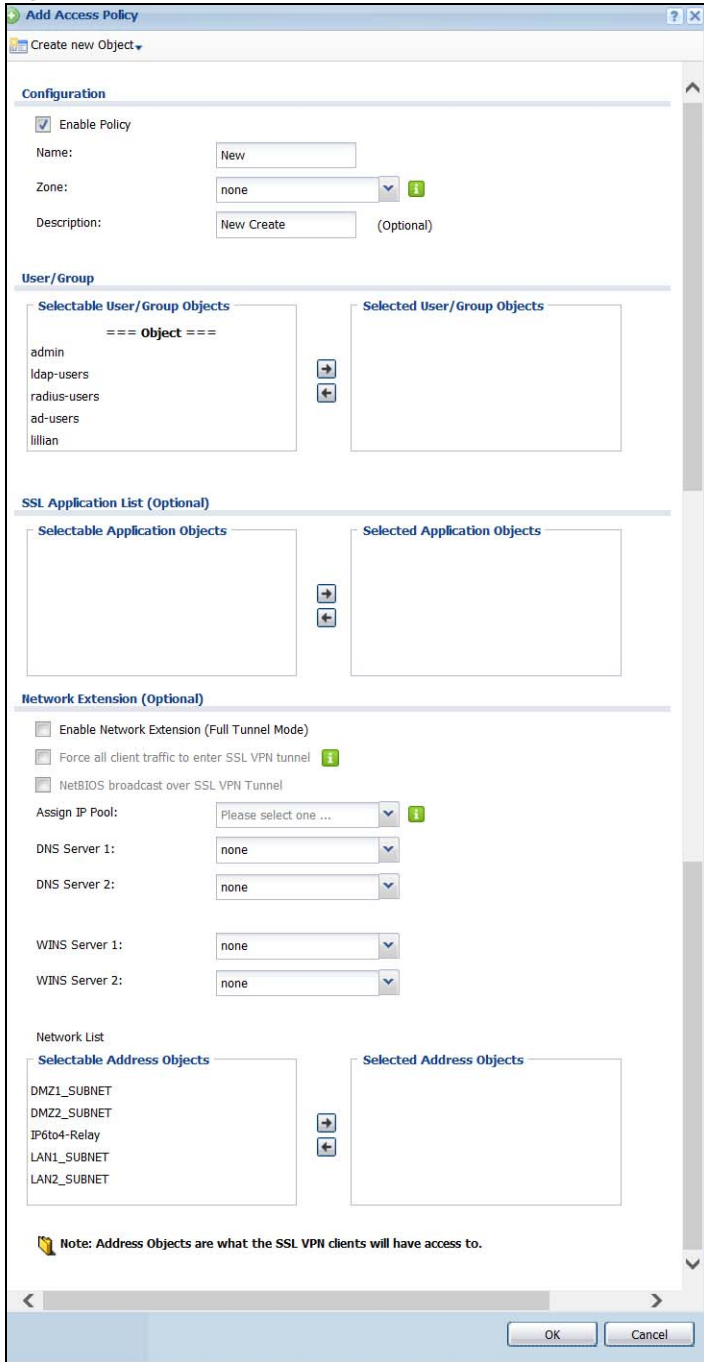 Add Access Policy
Create new Object
Configuration
Enable Policy
Name: New
Zone: none
Description: New Create (Optional)
User/Group
Selectable User/Group Objects Selected User/Group Objects
=== Object ===
admin
ldap-users
radius-users
ad-users
lillian
SSL Application List (Optional)
Selectable Application Objects Selected Application Objects
Network Extension (Optional)
Enable Network Extension (Full Tunnel Mode)
Force all client traffic to enter SSL VPN tunnel
NetBIOS broadcast over SSL VPN Tunnel
Assign IP Pool: Please select one ...
DNS Server 1: none
DNS Server 2: none
WINS Server 1: none
WINS Server 2: none
Network List
Selectable Address Objects Selected Address Objects
DMZ1_SUBNET
DMZ2_SUBNET
IP6to4-Relay
LAN1_SUBNET
LAN2_SUBNET
Note: Address Objects are what the SSL VPN clients will have access to.
OK Cancel